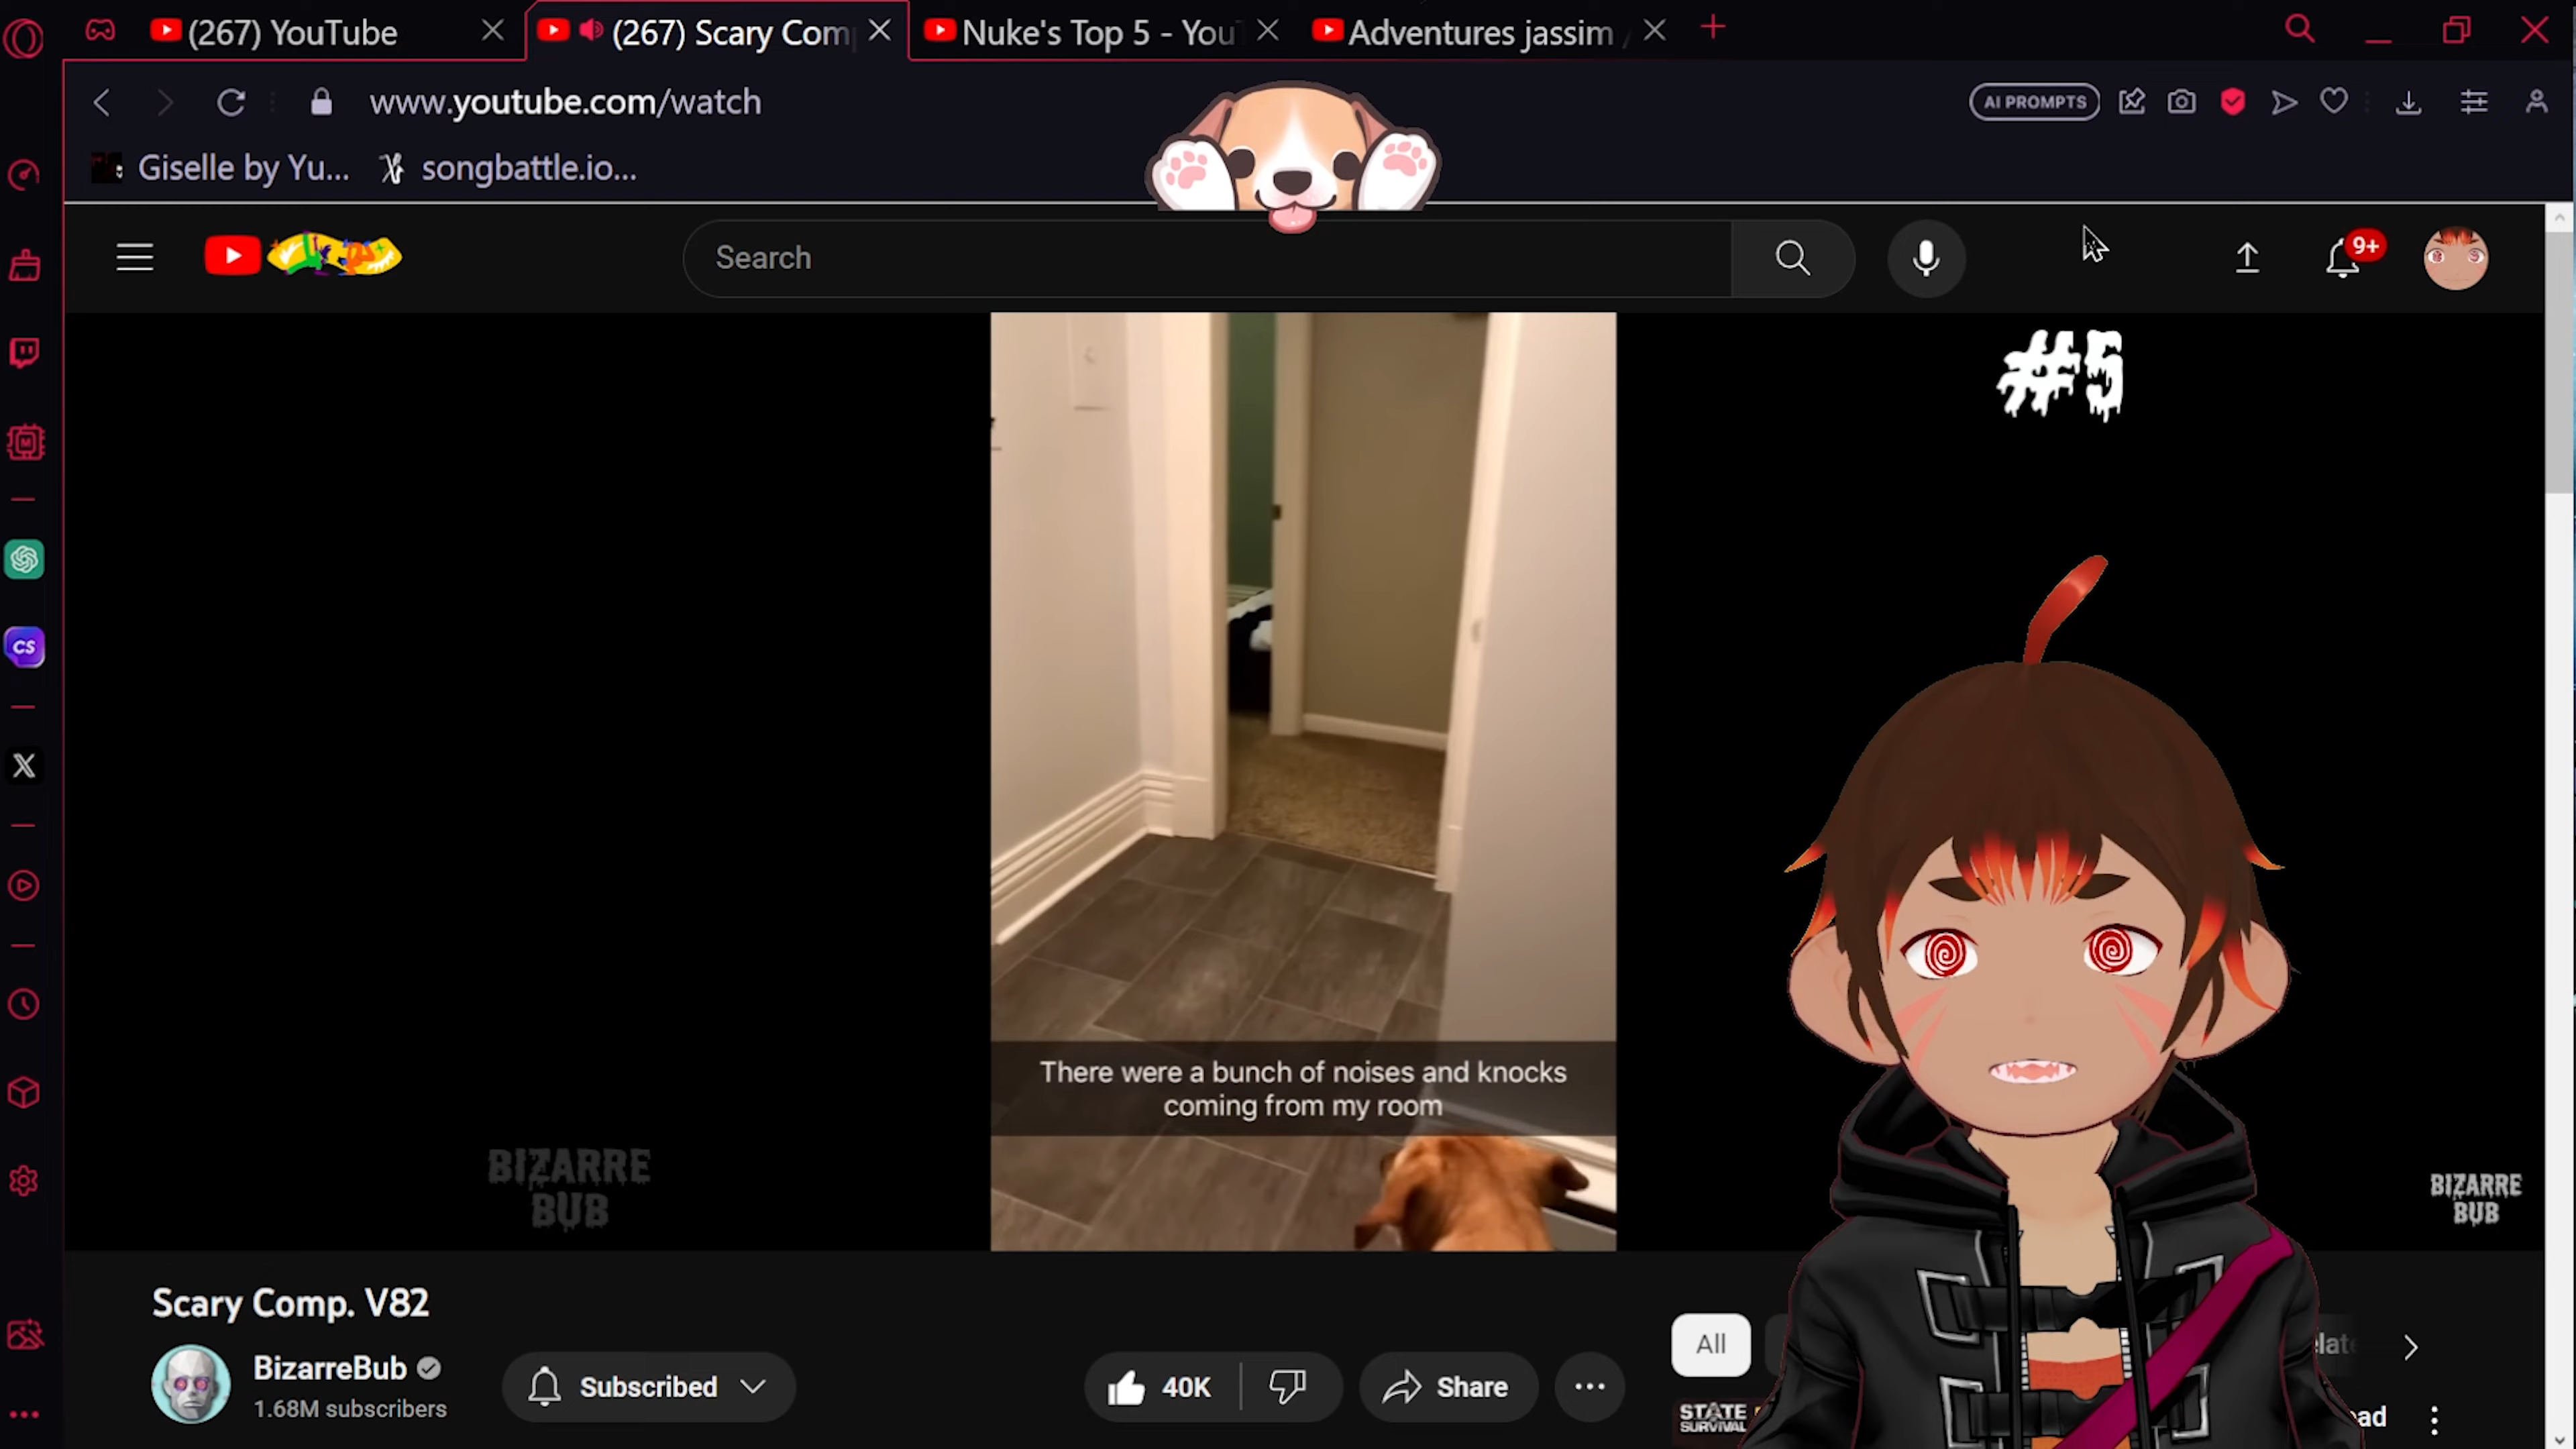 (267) YouTube
(267) Scary Com
Nuke's Top 5 - You
Adventures jassim
www.youtube.com/watch
AI PROMPTS
Giselle by Yu...
songbattle.io...
Search
9+
#5
There were a bunch of noises and knocks
coming from my room
BIZARRE
BUB
BIZARRE
BUB
Scary Comp. V82
BizarreBub
1.68M subscribers
Subscribed
40K
Share
All
STATE
SURVIVAL
CS
X
M